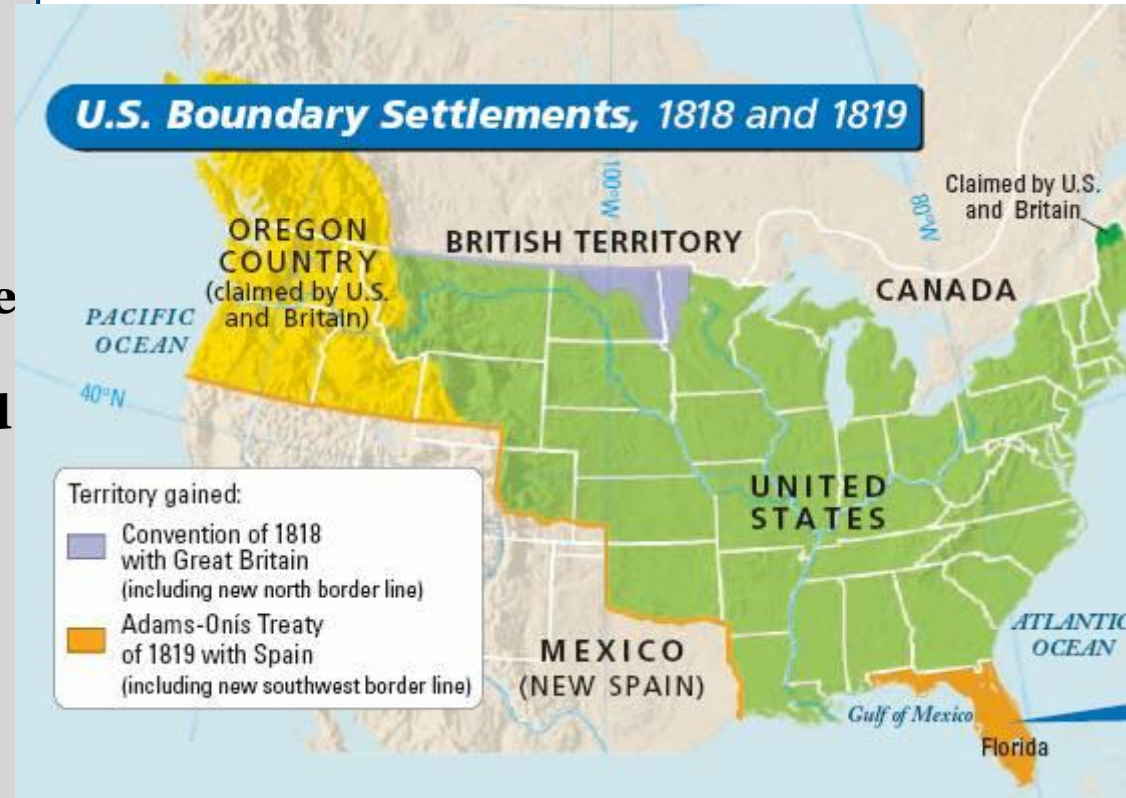 U.S. Boundary Settlements, 1818 and 1819
100°W
80°W
Claimed by U.S.
and Britain
OREGON
COUNTRY
(claimed by U.S.
and Britain)
BRITISH TERRITORY
CANADA
PACIFIC
OCEAN
40°N
UNITED
STATES
Territory gained:
Convention of 1818
with Great Britain
(including new north border line)
Adams-Onís Treaty
of 1819 with Spain
(including new southwest border line)
MEXICO
(NEW SPAIN)
ATLANTIC
OCEAN
Gulf of Mexico
Florida